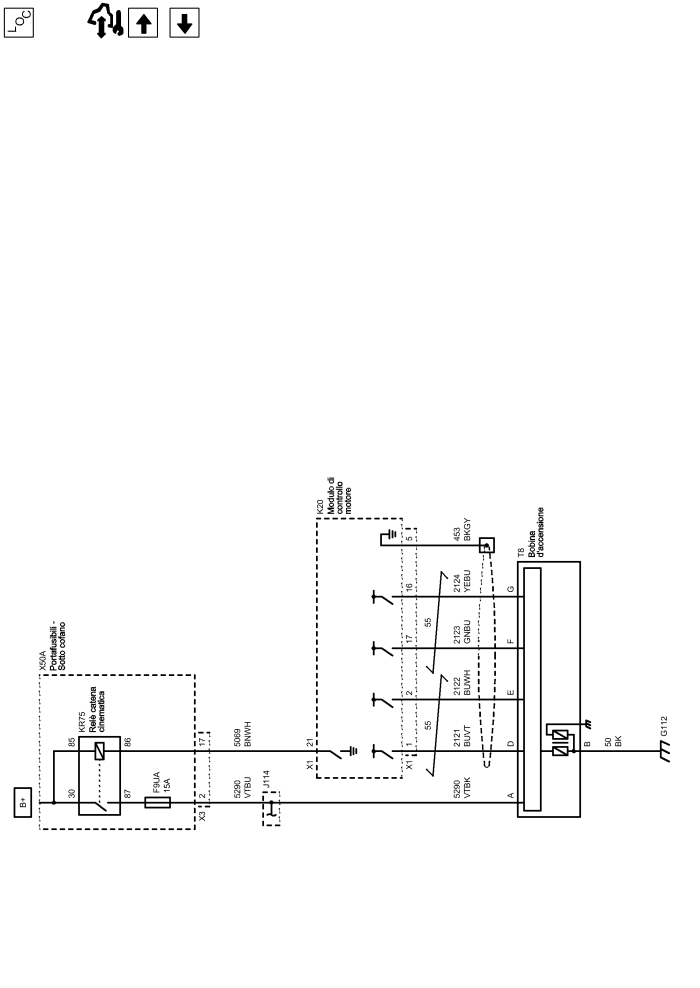 LOC
B+
X50A
Portafusibili -
Sotto cofano
KR75
Relè catena
cinematica
30
85
87
86
F9UA
15A
X3
2
17
5290
VTBU
5069
BNWH
J114
K20
Modulo di
controllo
motore
X1
21
X1
1
2
17
16
5
55
55
5290
VTBK
2121
BUVT
2122
BUWH
2123
GNBU
2124
YEBU
453
BKGY
T8
Bobina
d'accensione
A
D
E
F
G
B
50
BK
G112